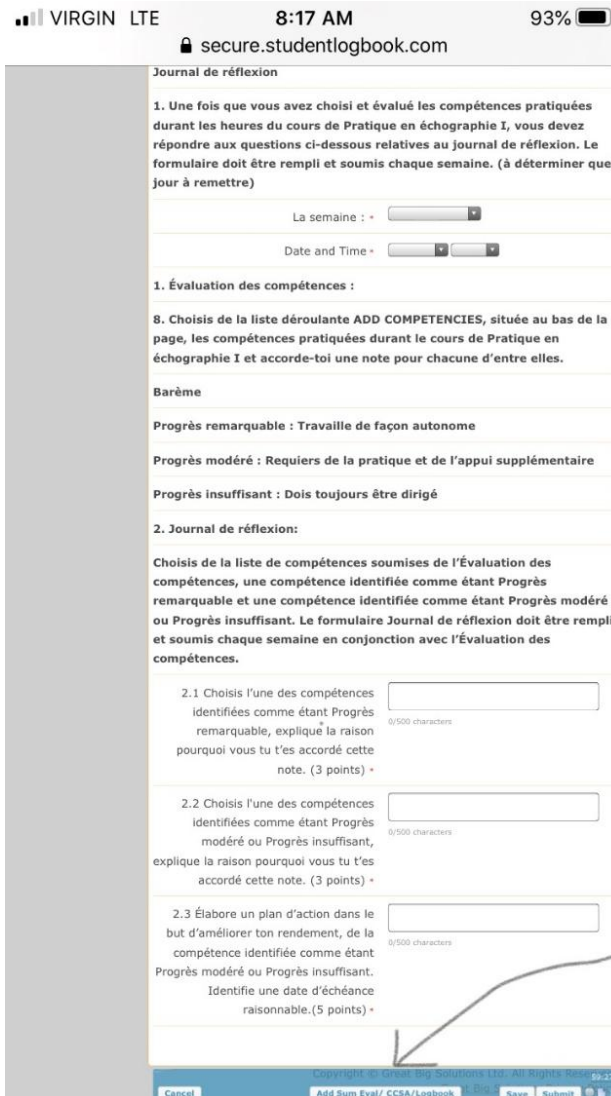 VIRGIN LTE 8:17 AM 93%
secure.studentlogbook.com
Journal de réflexion
1. Une fois que vous avez choisi et évalué les compétences pratiquées
durant les heures du cours de Pratique en échographie I, vous devez
répondre aux questions ci-dessous relatives au journal de réflexion. Le
formulaire doit être rempli et soumis chaque semaine. (à déterminer que
jour à remettre)
La semaine : •
Date and Time •
1. Évaluation des compétences :
8. Choisis de la liste déroulante ADD COMPETENCIES, située au bas de la
page, les compétences pratiquées durant le cours de Pratique en
échographie I et accorde-toi une note pour chacune d'entre elles.
Barème
Progrès remarquable : Travaille de façon autonome
Progrès modéré : Requiers de la pratique et de l'appui supplémentaire
Progrès insuffisant : Dois toujours être dirigé
2. Journal de réflexion:
Choisis de la liste de compétences soumises de l'Évaluation des
compétences, une compétence identifiée comme étant Progrès
remarquable et une compétence identifiée comme étant Progrès modéré
ou Progrès insuffisant. Le formulaire Journal de réflexion doit être rempli
et soumis chaque semaine en conjonction avec l'Évaluation des
compétences.
2.1 Choisis l'une des compétences
identifiées comme étant Progrès
remarquable, explique la raison
pourquoi vous tu t'es accordé cette
note. (3 points) •
0/500 characters
2.2 Choisis l'une des compétences
identifiées comme étant Progrès
modéré ou Progrès insuffisant,
explique la raison pourquoi vous tu t'es
accordé cette note. (3 points) •
0/500 characters
2.3 Élabore un plan d'action dans le
but d'améliorer ton rendement, de la
compétence identifiée comme étant
Progrès modéré ou Progrès insuffisant.
Identifie une date d'échéance
raisonnable.(5 points) •
0/500 characters
Copyright © Great Big Solutions Ltd. All Rights
Cancel Add Sum Eval/ CCSA/Logbook Save Submit